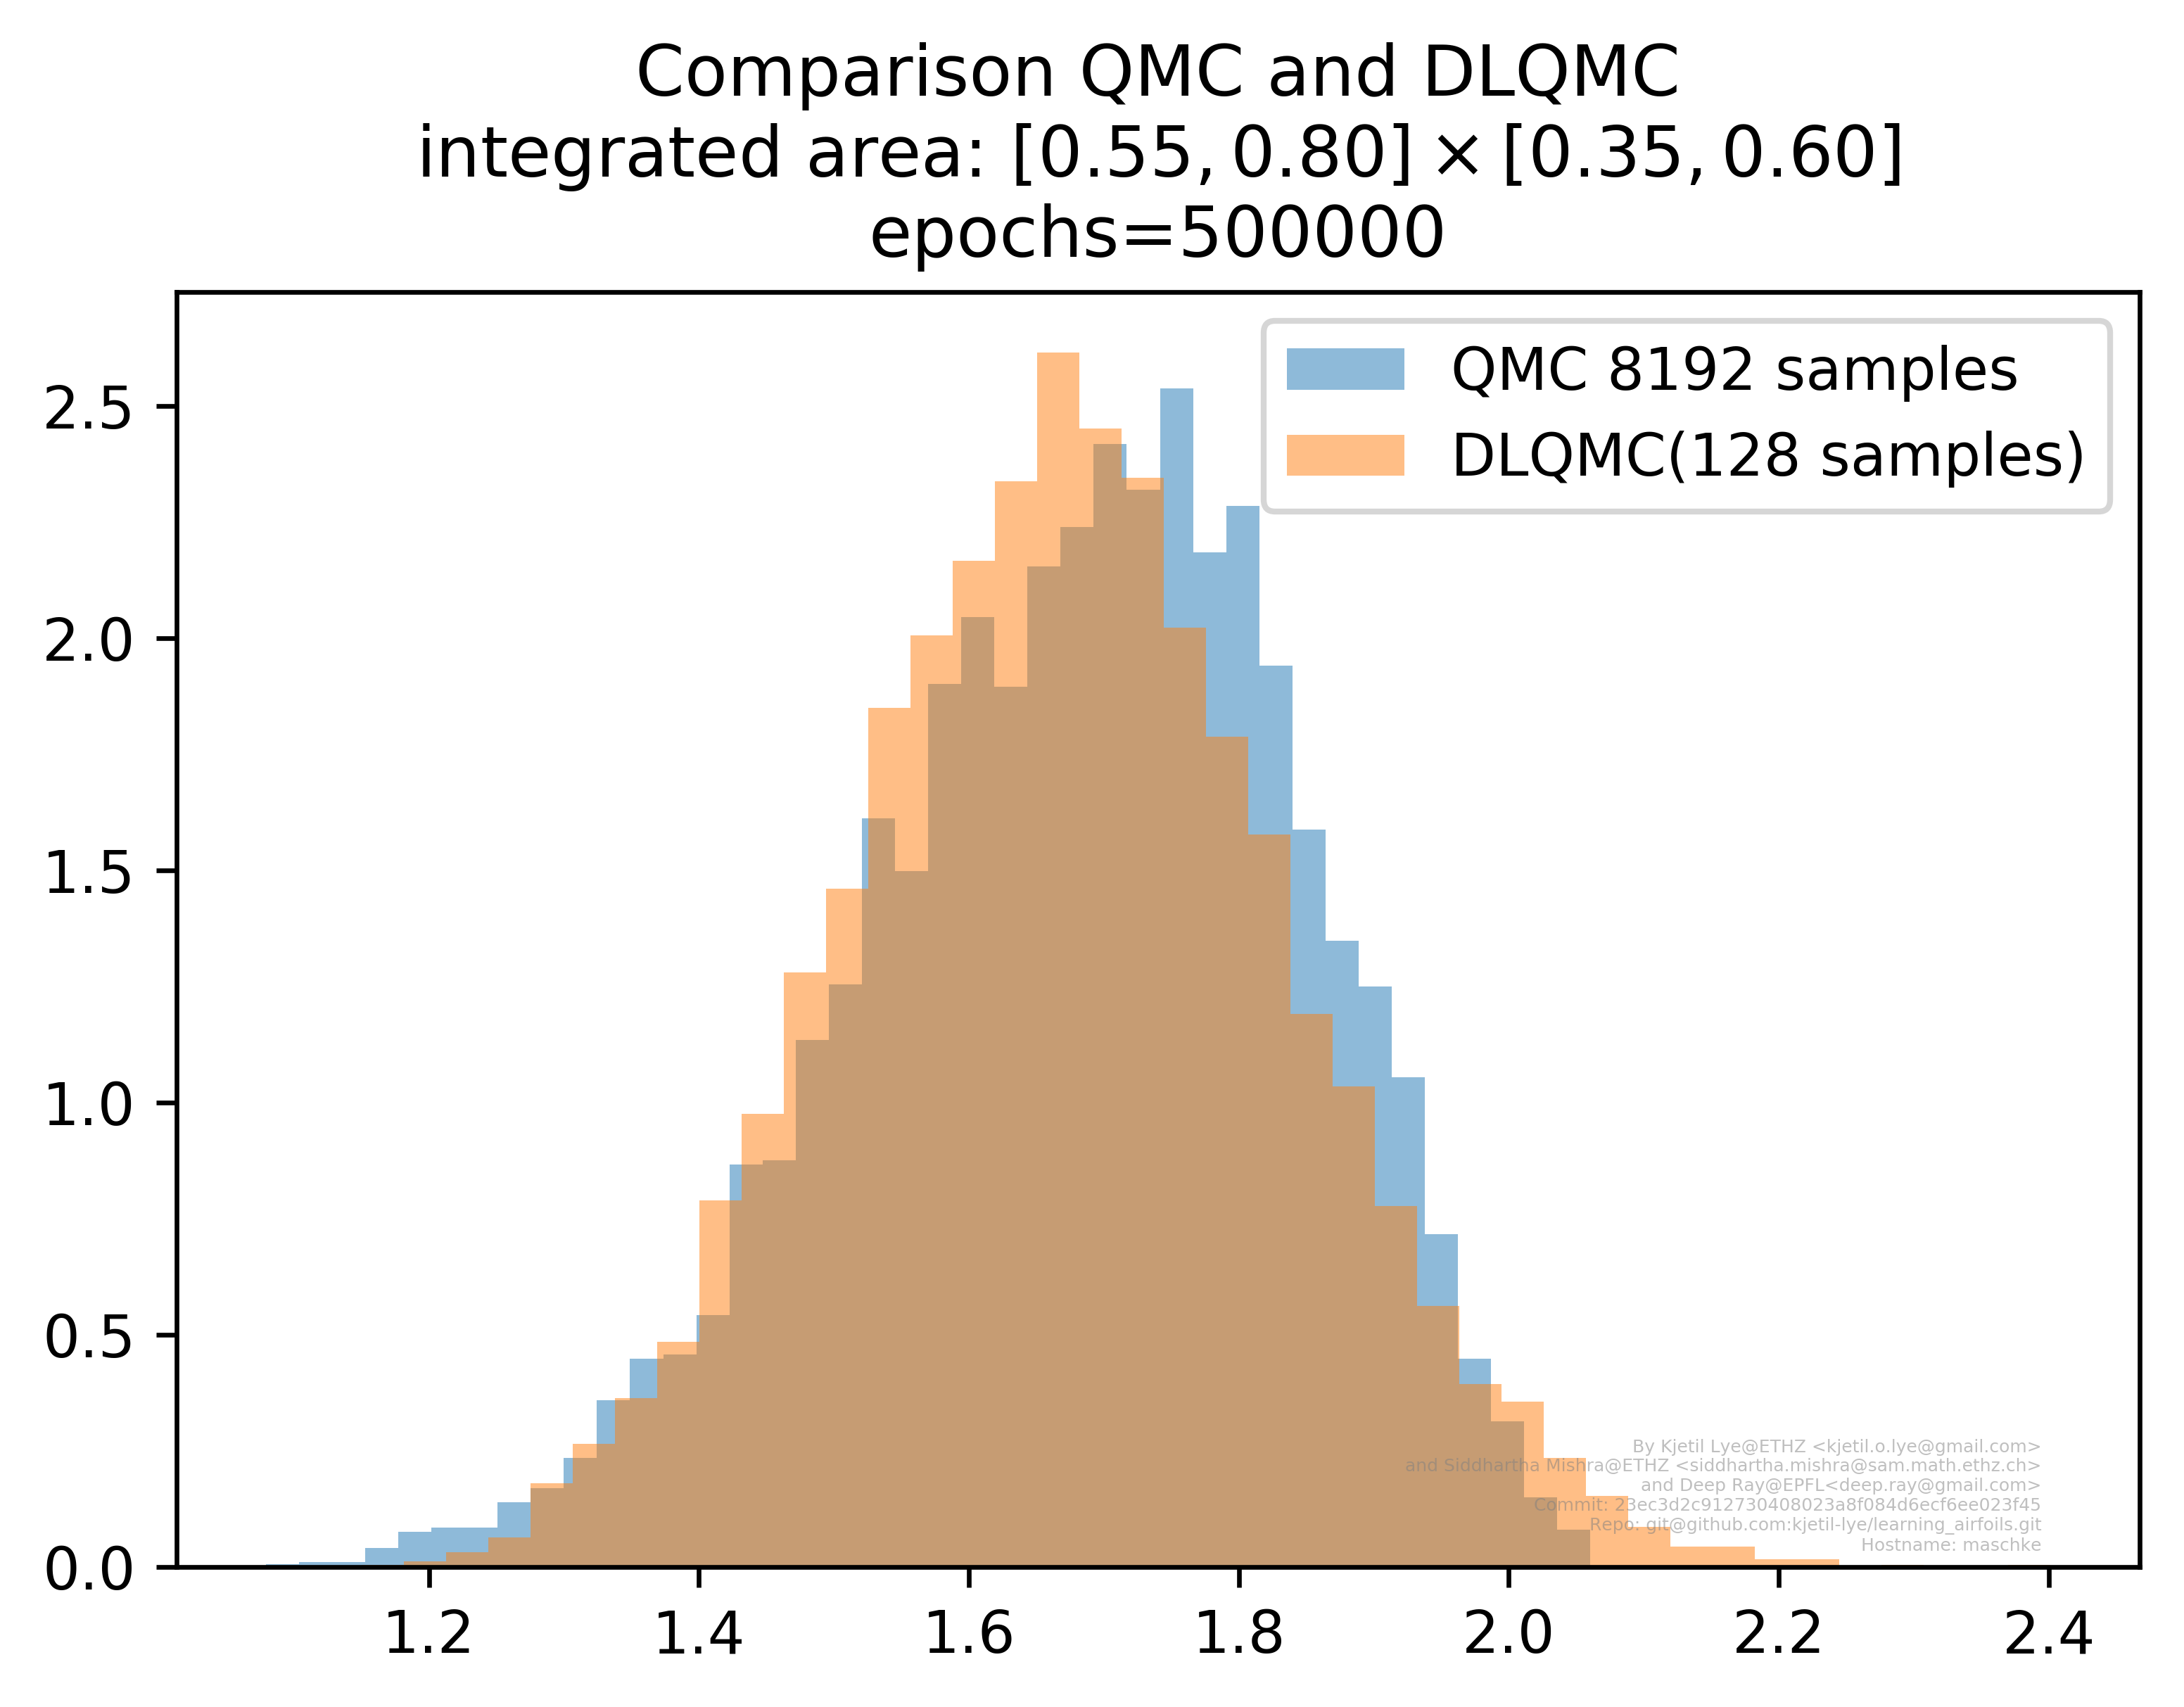 Comparison QMC and DLQMC
integrated area: [0.55, 0.80] × [0.35, 0.60]
epochs=500000
QMC 8192 samples
DLQMC(128 samples)
2.5
2.0
1.5
1.0
0.5
0.0
By Kjetil Lye@ETHZ <kjetil.o.lye@gmail.com>
and Siddhartha Mishra@ETHZ <siddhartha.mishra@sam.math.ethz.ch>
and Deep Ray@EPFL<deep.ray@gmail.com>
Commit: 23ec3d2c912730408023a8f084d6ecf6ee023f45
Repo: git@github.com:kjetil-lye/learning_airfoils.git
Hostname: maschke
1.2 1.4 1.6 1.8 2.0 2.2 2.4